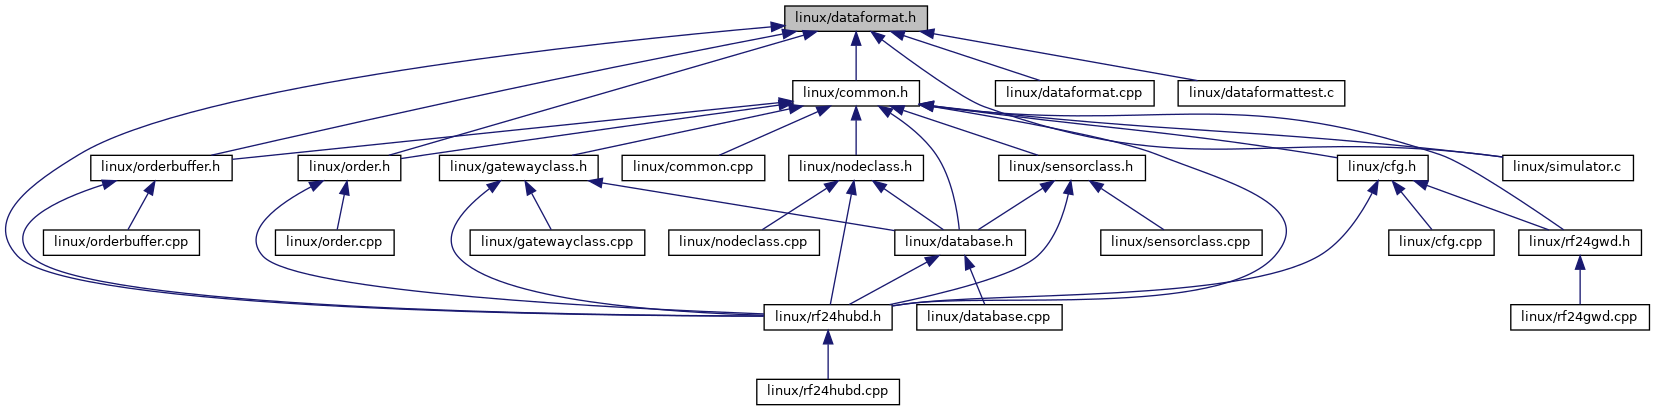 linux/dataformat.h
linux/common.h
linux/dataformat.cpp
linux/dataformattest.c
linux/orderbuffer.h
linux/order.h
linux/gatewayclass.h
linux/common.cpp
linux/nodeclass.h
linux/sensorclass.h
linux/cfg.h
linux/simulator.c
linux/orderbuffer.cpp
linux/order.cpp
linux/gatewayclass.cpp
linux/nodeclass.cpp
linux/database.h
linux/sensorclass.cpp
linux/cfg.cpp
linux/rf24gwd.h
linux/rf24hubd.h
linux/database.cpp
linux/rf24gwd.cpp
linux/rf24hubd.cpp